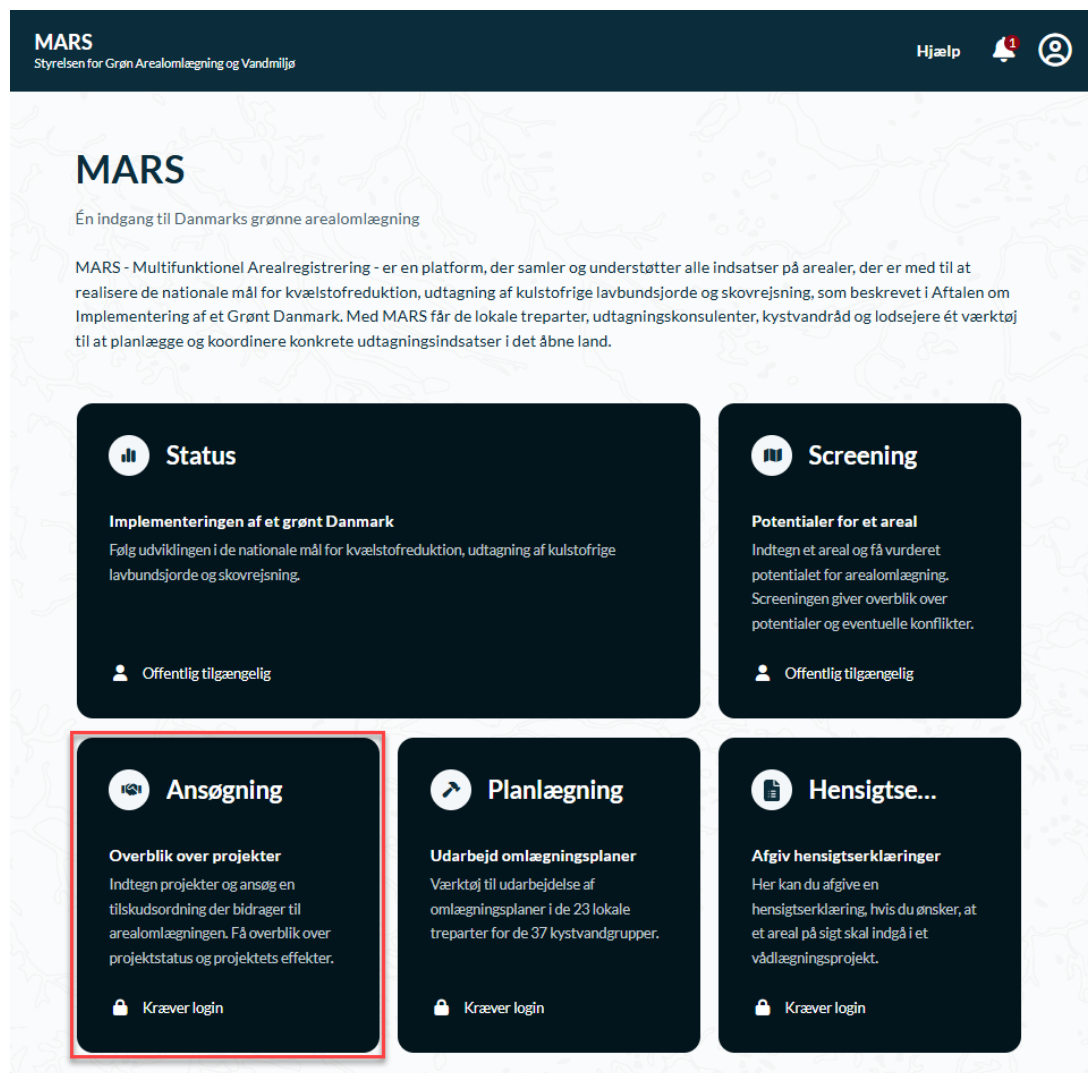 MARS
Styrelsen for Grøn Arealomlægning og Vandmiljø
Hjælp
1
MARS
Én indgang til Danmarks grønne arealomlægning
MARS - Multifunktionel Arealregistrering - er en platform, der samler og understøtter alle indsatser på arealer, der er med til at
realisere de nationale mål for kvælstofreduktion, udtagning af kulstofrige lavbundsjorde og skovrejsning, som beskrevet i Aftalen om
Implementering af et Grønt Danmark. Med MARS får de lokale treparter, udtagningskonsulenter, kystvandråd og lodsejere ét værktøj
til at planlægge og koordinere konkrete udtagningsindsatser i det åbne land.
Status
Implementeringen af et grønt Danmark
Følg udviklingen i de nationale mål for kvælstofreduktion, udtagning af kulstofrige
lavbundsjorde og skovrejsning.
Offentlig tilgængelig
Screening
Potentialer for et areal
Indtegn et areal og få vurderet
potentialet for arealomlægning.
Screeningen giver overblik over
potentialer og eventuelle konflikter.
Offentlig tilgængelig
Ansøgning
Overblik over projekter
Indtegn projekter og ansøg en
tilskudsordning der bidrager til
arealomlægningen. Få overblik over
projektstatus og projektets effekter.
Kræver login
Planlægning
Udarbejd omlægningsplaner
Værktøj til udarbejdelse af
omlægningsplaner i de 23 lokale
treparter for de 37 kystvandgrupper.
Kræver login
Hensigtse...
Afgiv hensigtserklæringer
Her kan du afgive en
hensigtserklæring, hvis du ønsker, at
et areal på sigt skal indgå i et
vådlægningsprojekt.
Kræver login